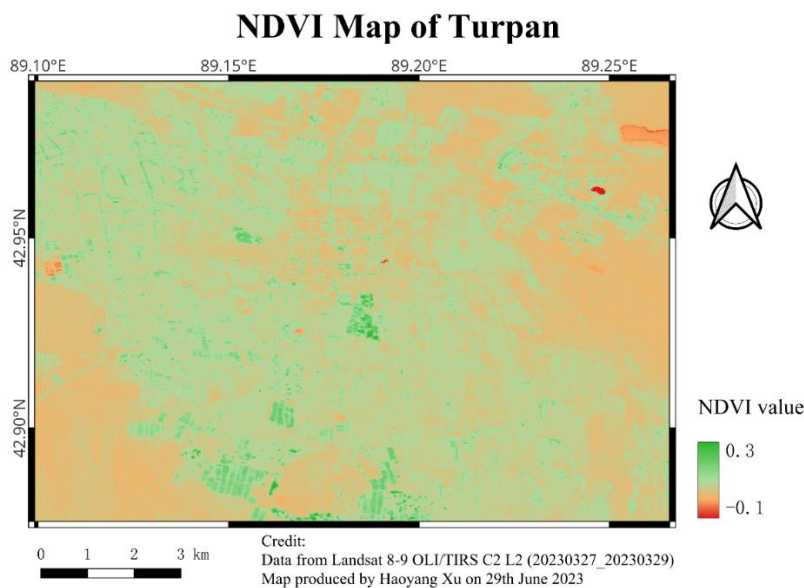 NDVI Map of Turpan
89.10°E 89.15°E 89.20°E 89.25°E
42.95°N
42.90°N
NDVI value
0.3
-0.1
0 1 2 3 km
Credit:
Data from Landsat 8-9 OLI/TIRS C2 L2 (20230327_20230329)
Map produced by Haoyang Xu on 29th June 2023